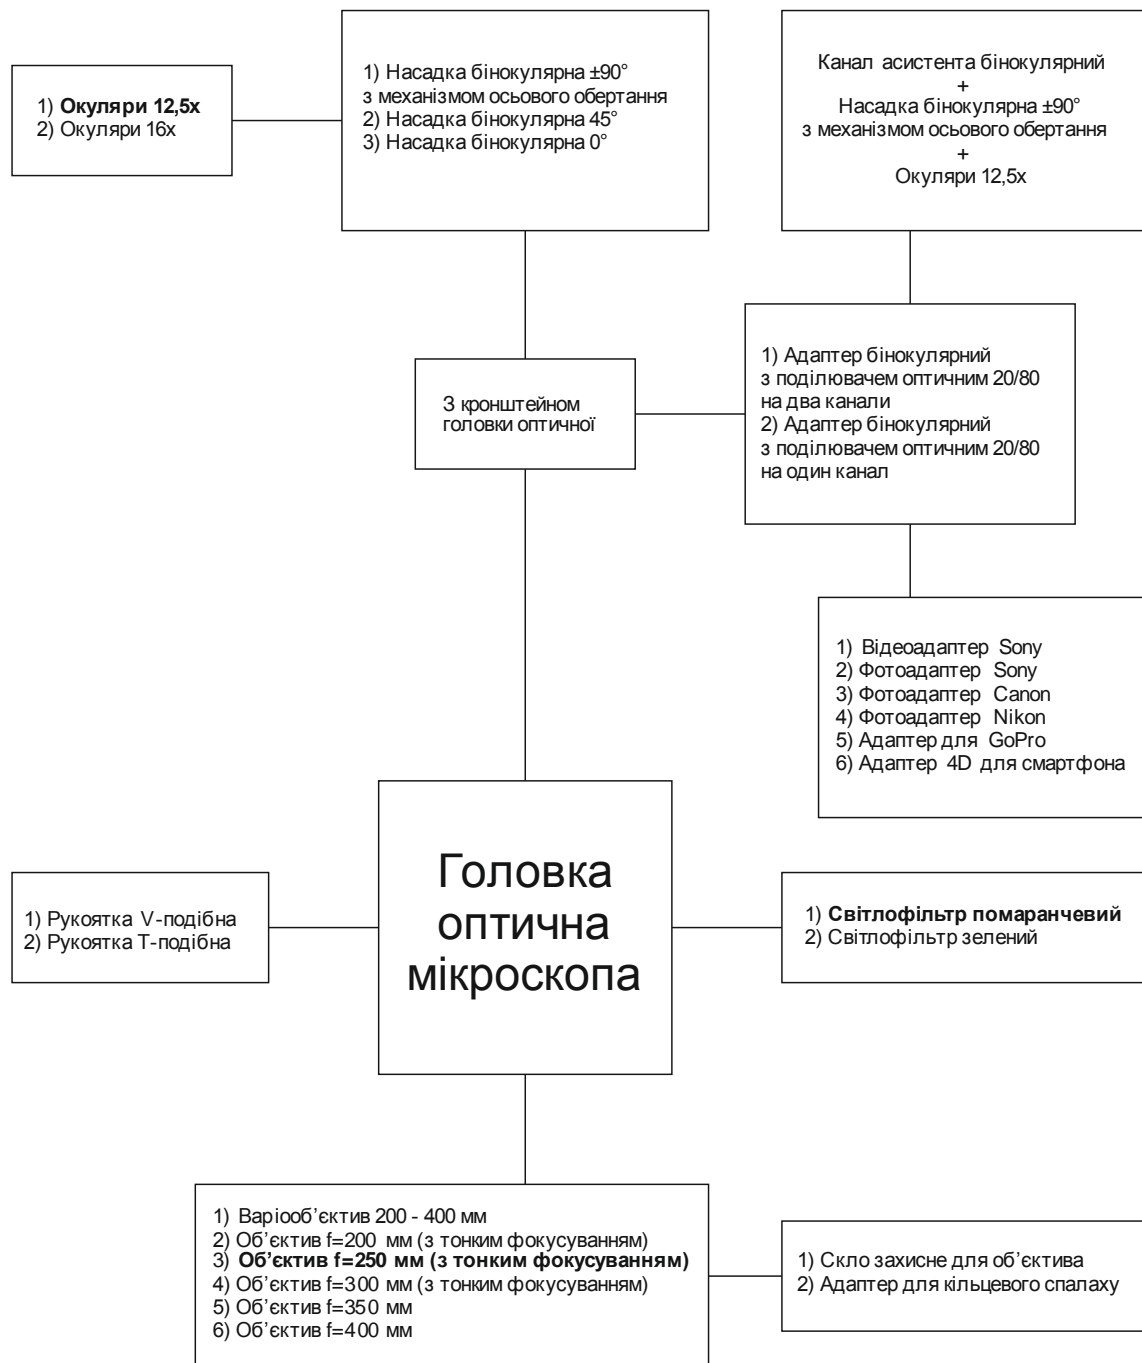 1) Окуляри 12,5х
2) Окуляри 16х
1) Насадка бінокулярна ±90°
з механізмом осьового обертання
2) Насадка бінокулярна 45°
3) Насадка бінокулярна 0°
Канал асистента бінокулярний
+
Насадка бінокулярна ±90°
з механізмом осьового обертання
+
Окуляри 12,5х
З кронштейном
головки оптичної
1) Адаптер бінокулярний
з поділювачем оптичним 20/80
на два канали
2) Адаптер бінокулярний
з поділювачем оптичним 20/80
на один канал
1) Відеоадаптер Sony
2) Фотоадаптер Sony
3) Фотоадаптер Canon
4) Фотоадаптер Nikon
5) Адаптер для GoPro
6) Адаптер 4D для смартфона
Головка
оптична
мікроскопа
1) Рукоятка V-подібна
2) Рукоятка Т-подібна
1) Світлофільтр помаранчевий
2) Світлофільтр зелений
1) Варіооб’єктив 200 - 400 мм
2) Об’єктив f=200 мм (з тонким фокусуванням)
3) Об’єктив f=250 мм (з тонким фокусуванням)
4) Об’єктив f=300 мм (з тонким фокусуванням)
5) Об’єктив f=350 мм
6) Об’єктив f=400 мм
1) Скло захисне для об’єктива
2) Адаптер для кільцевого спалаху